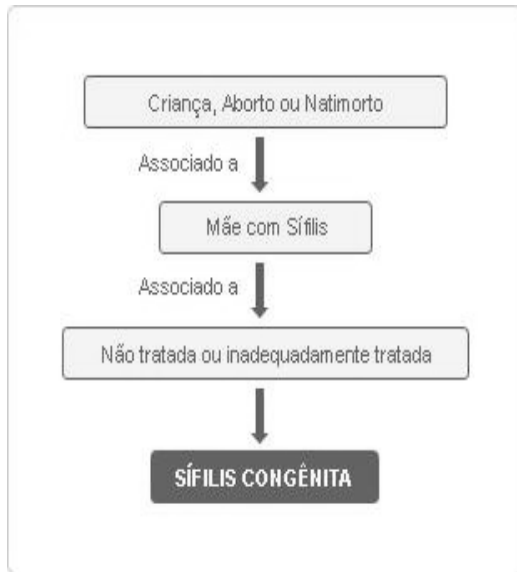 Criança, Aborto ou Natimorto
Associado a
Mãe com Sífilis
Associado a
Não tratada ou inadequadamente tratada
SÍFILIS CONGÊNITA